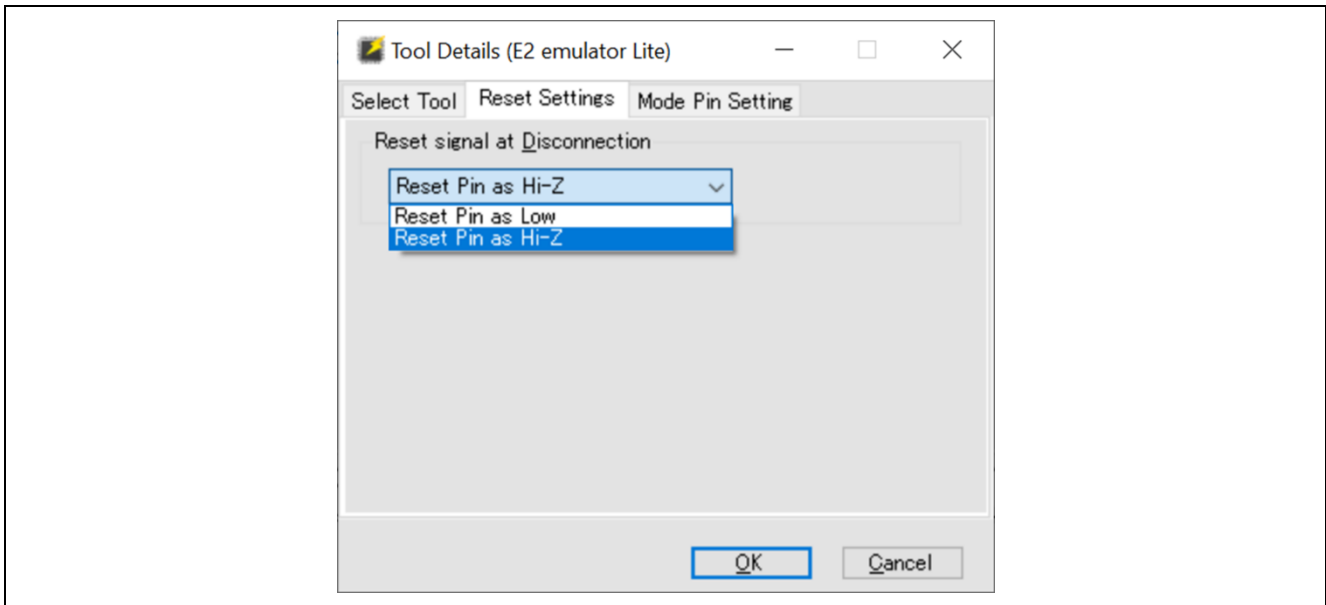 Tool Details (E2 emulator Lite)
Select Tool Reset Settings Mode Pin Setting
Reset signal at Disconnection
Reset Pin as Hi-Z
Reset Pin as Low
Reset Pin as Hi-Z
OK Cancel